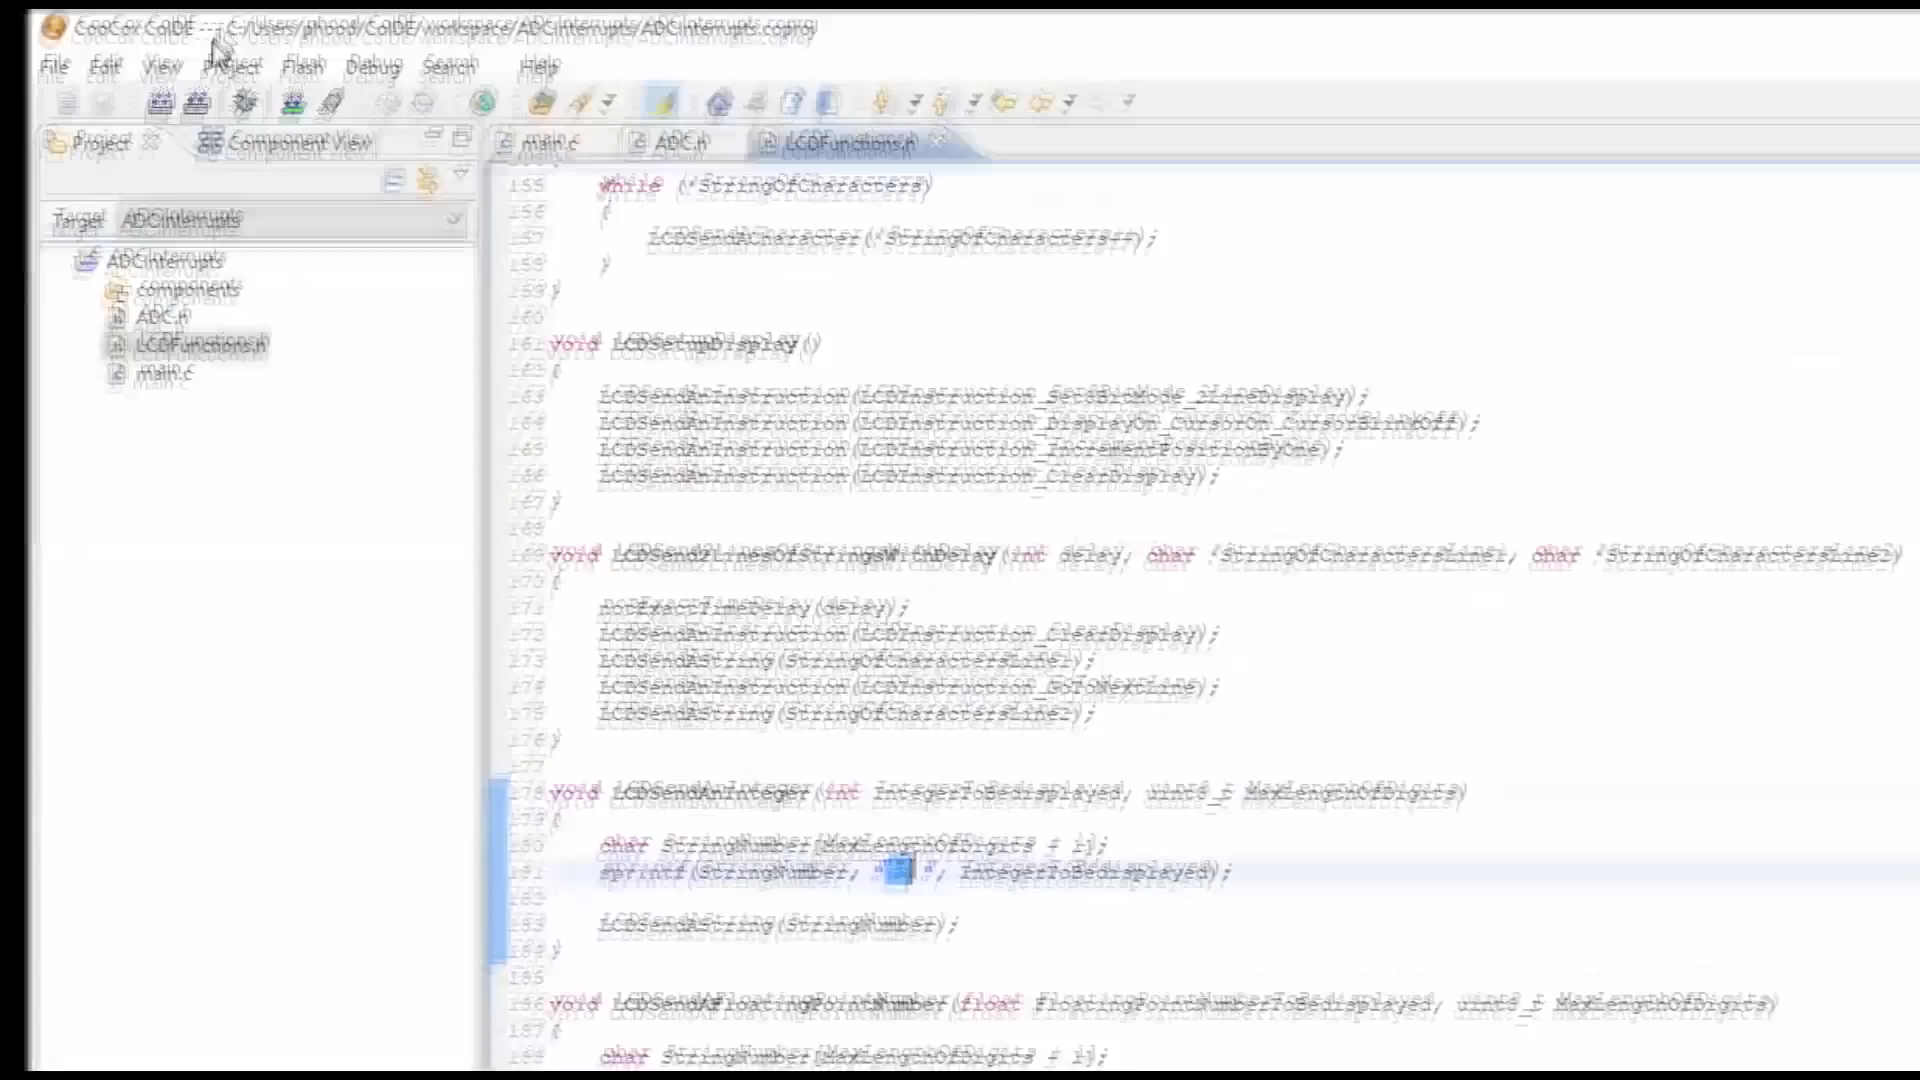 CooCox CoIDE --- C:/Users/phood/CoIDE/workspace/ADCInterrupts/ADCInterrupts.coproj
File Edit View Project Flash Debug Search Help
Project Component View
main.c ADC.h LCDFunctions.h
Target ADCInterrupts
ADCInterrupts
components
ADC.h
LCDFunctions.h
main.c
155 while (*StringOfCharacters)
156 {
157 LCDSendACharacter(*StringOfCharacters++);
158 }
159 }
160
161 void LCDSetupDisplay()
162 {
163 LCDSendAnInstruction(LCDInstruction_Set8BitMode_2LineDisplay);
164 LCDSendAnInstruction(LCDInstruction_DisplayOn_CursorOn_CursorBlinkOff);
165 LCDSendAnInstruction(LCDInstruction_IncrementPositionByOne);
166 LCDSendAnInstruction(LCDInstruction_ClearDisplay);
167 }
168
169 void LCDSend2LinesOfStringsWithDelay(int delay, char *StringOfCharactersLine1, char *StringOfCharactersLine2)
170 {
171 notExactTimeDelay(delay);
172 LCDSendAnInstruction(LCDInstruction_ClearDisplay);
173 LCDSendAString(StringOfCharactersLine1);
174 LCDSendAnInstruction(LCDInstruction_GoToNextLine);
175 LCDSendAString(StringOfCharactersLine2);
176 }
177
178 void LCDSendAnInteger(int IntegerToBedisplayed, uint8_t MaxLengthOfDigits)
179 {
180 char StringNumber[MaxLengthOfDigits + 1];
181 sprintf(StringNumber, " ", IntegerToBedisplayed);
182
183 LCDSendAString(StringNumber);
184 }
185
186 void LCDSendAFloatingPointNumber(float FloatingPointNumberToBedisplayed, uint8_t MaxLengthOfDigits)
187 {
188 char StringNumber[MaxLengthOfDigits + 1];